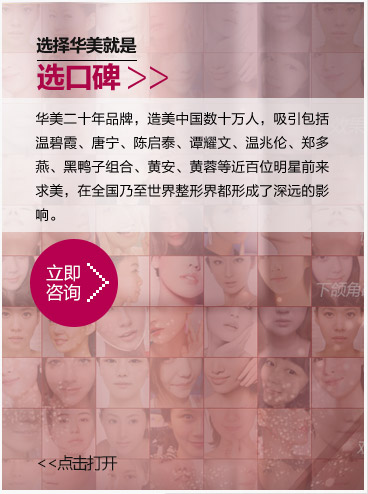 选择华美就是
选口碑 >>
华美二十年品牌，造美中国数十万人，吸引包括
温碧霞、唐宁、陈启泰、谭耀文、温兆伦、郑多
燕、黑鸭子组合、黄安、黄蓉等近百位明星前来
求美，在全国乃至世界整形界都形成了深远的影
响。
立即
咨询
下颌角
<<点击打开